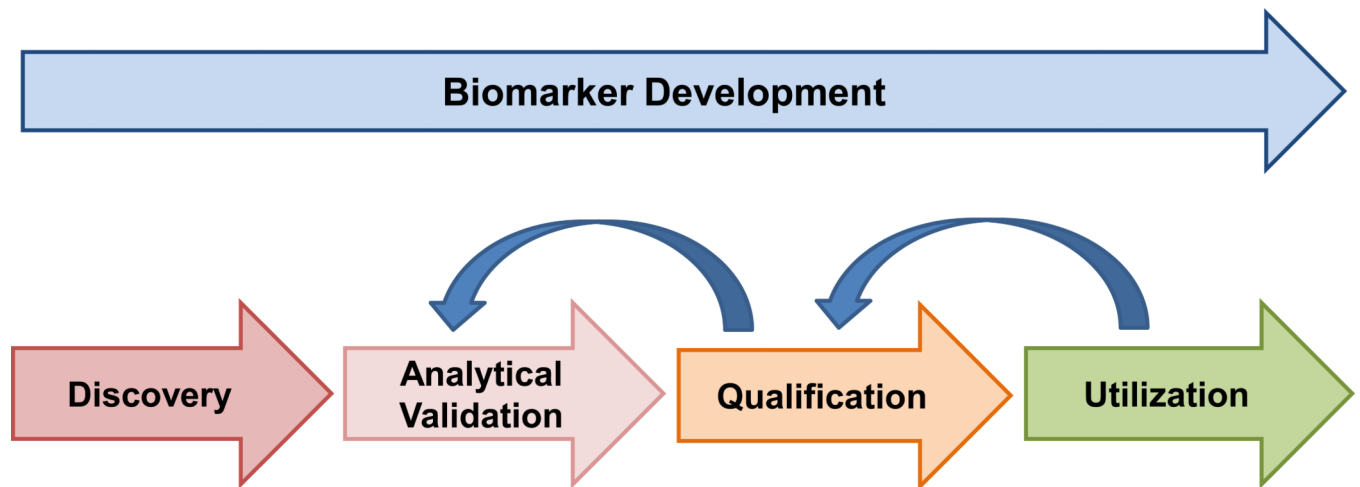 Biomarker Development
Discovery
Analytical
Validation
Qualification
Utilization